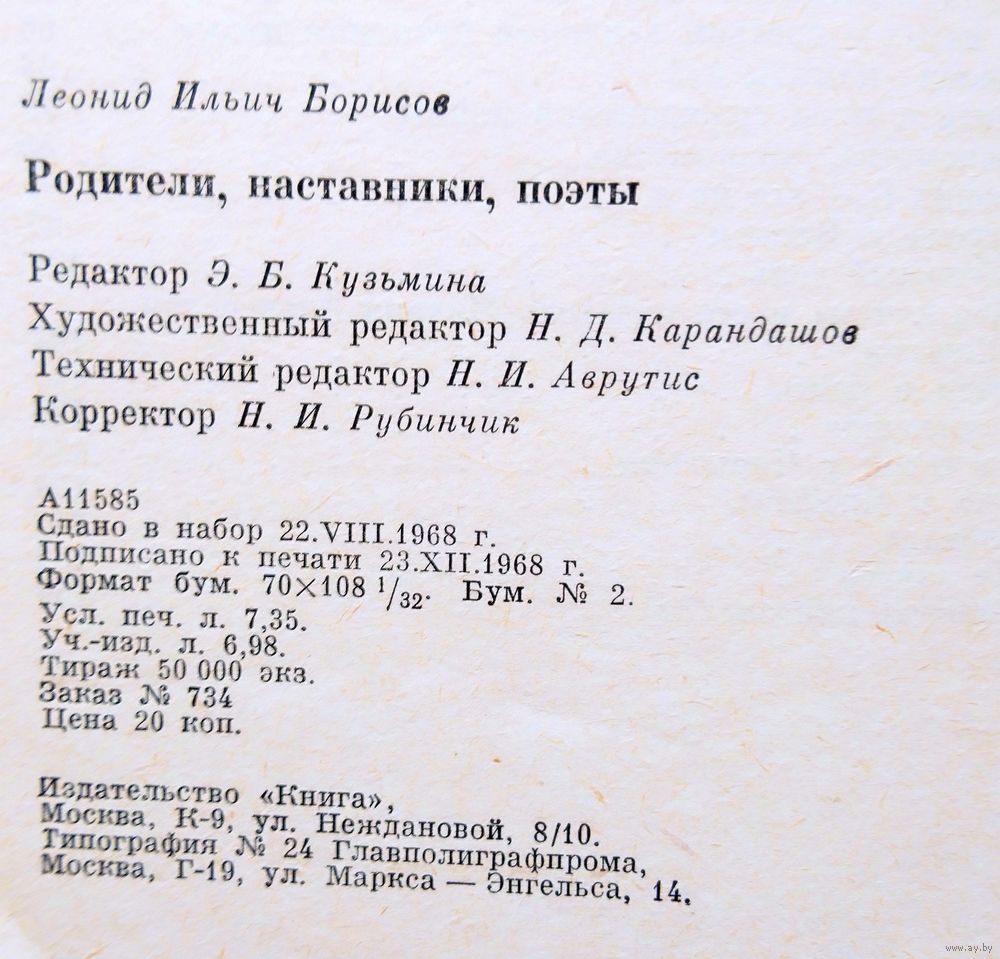 Леонид Ильич Борисов
Родители, наставники, поэты
Редактор Э. Б. Кузьмина
Художественный редактор Н. Д. Карандашов
Технический редактор Н. И. Аврутис
Корректор Н. И. Рубинчик
А11585
Сдано в набор 22.VIII.1968 г.
Подписано к печати 23.XII.1968 г.
Формат бум. 70×108 1/32. Бум. № 2.
Усл. печ. л. 7,35.
Уч.-изд. л. 6,98.
Тираж 50 000 экз.
Заказ № 734
Цена 20 коп.
Издательство «Книга»,
Москва, К-9, ул. Неждановой, 8/10.
Типография № 24 Главполиграфпрома,
Москва, Г-19, ул. Маркса — Энгельса, 14.
www.ay.by